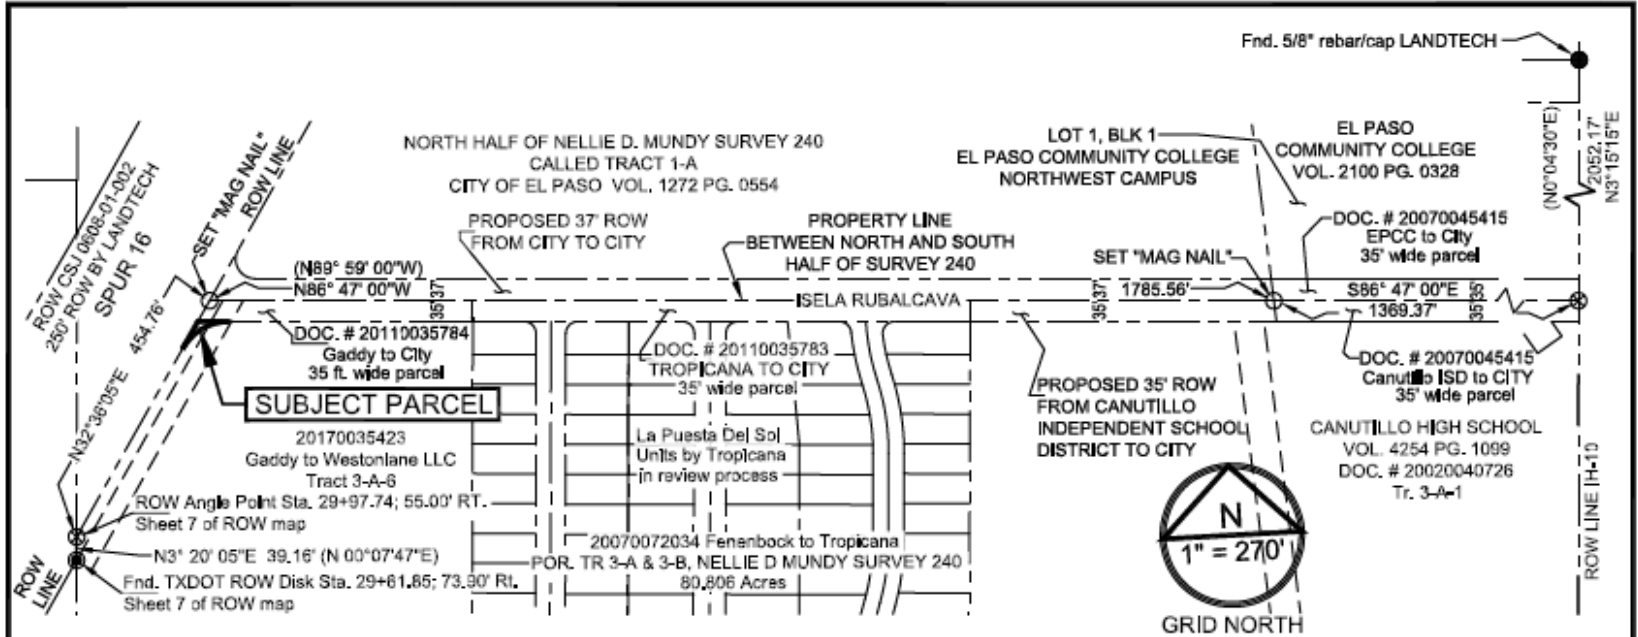 Fnd. 5/8" rebar/cap LANDTECH
(N0°04'30"E)
2052.17'
N3°15'15"E
ROW CSJ 0608-01-002
250' ROW BY LANDTECH
SPUR 16
SET "MAG NAIL"
ROW LINE
NORTH HALF OF NELLIE D. MUNDY SURVEY 240
CALLED TRACT 1-A
CITY OF EL PASO VOL. 1272 PG. 0554
LOT 1, BLK 1
EL PASO COMMUNITY COLLEGE
NORTHWEST CAMPUS
EL PASO
COMMUNITY COLLEGE
VOL. 2100 PG. 0328
PROPOSED 37' ROW
FROM CITY TO CITY
PROPERTY LINE
BETWEEN NORTH AND SOUTH
HALF OF SURVEY 240
DOC. # 20070045415
EPCC to City
35' wide parcel
SET "MAG NAIL"
(N89° 59' 00"W)
N86° 47' 00"W
35'37'
ISELA RUBALCAVA
35'37'
1785.56'
S86° 47' 00"E
1369.37'
35'35'
454.76'
N32°36'05"E
DOC. # 20110035784
Gaddy to City
35 ft. wide parcel
SUBJECT PARCEL
DOC. # 20110035783
TROPICANA TO CITY
35' wide parcel
DOC. # 20070045415
Canutillo ISD to CITY
35' wide parcel
PROPOSED 35' ROW
FROM CANUTILLO
INDEPENDENT SCHOOL
DISTRICT TO CITY
CANUTILLO HIGH SCHOOL
VOL. 4254 PG. 1099
DOC. # 20020040726
Tr. 3-A-1
20170035423
Gaddy to Westonlane LLC
Tract 3-A-6
La Puesta Del Sol
Units by Tropicana
in review process
ROW Angle Point Sta. 29+97.74; 55.00' RT.
Sheet 7 of ROW map
N3° 20' 05"E 39.16' (N 00°07'47"E)
Fnd. TXDOT ROW Disk Sta. 29+61.85; 73.90' Rt.
Sheet 7 of ROW map
ROW
LINE
20070072034 Fenenbock to Tropicana
POR. TR 3-A & 3-B, NELLIE D MUNDY SURVEY 240
80.806 Acres
N
1" = 270'
GRID NORTH
ROW LINE IH-10